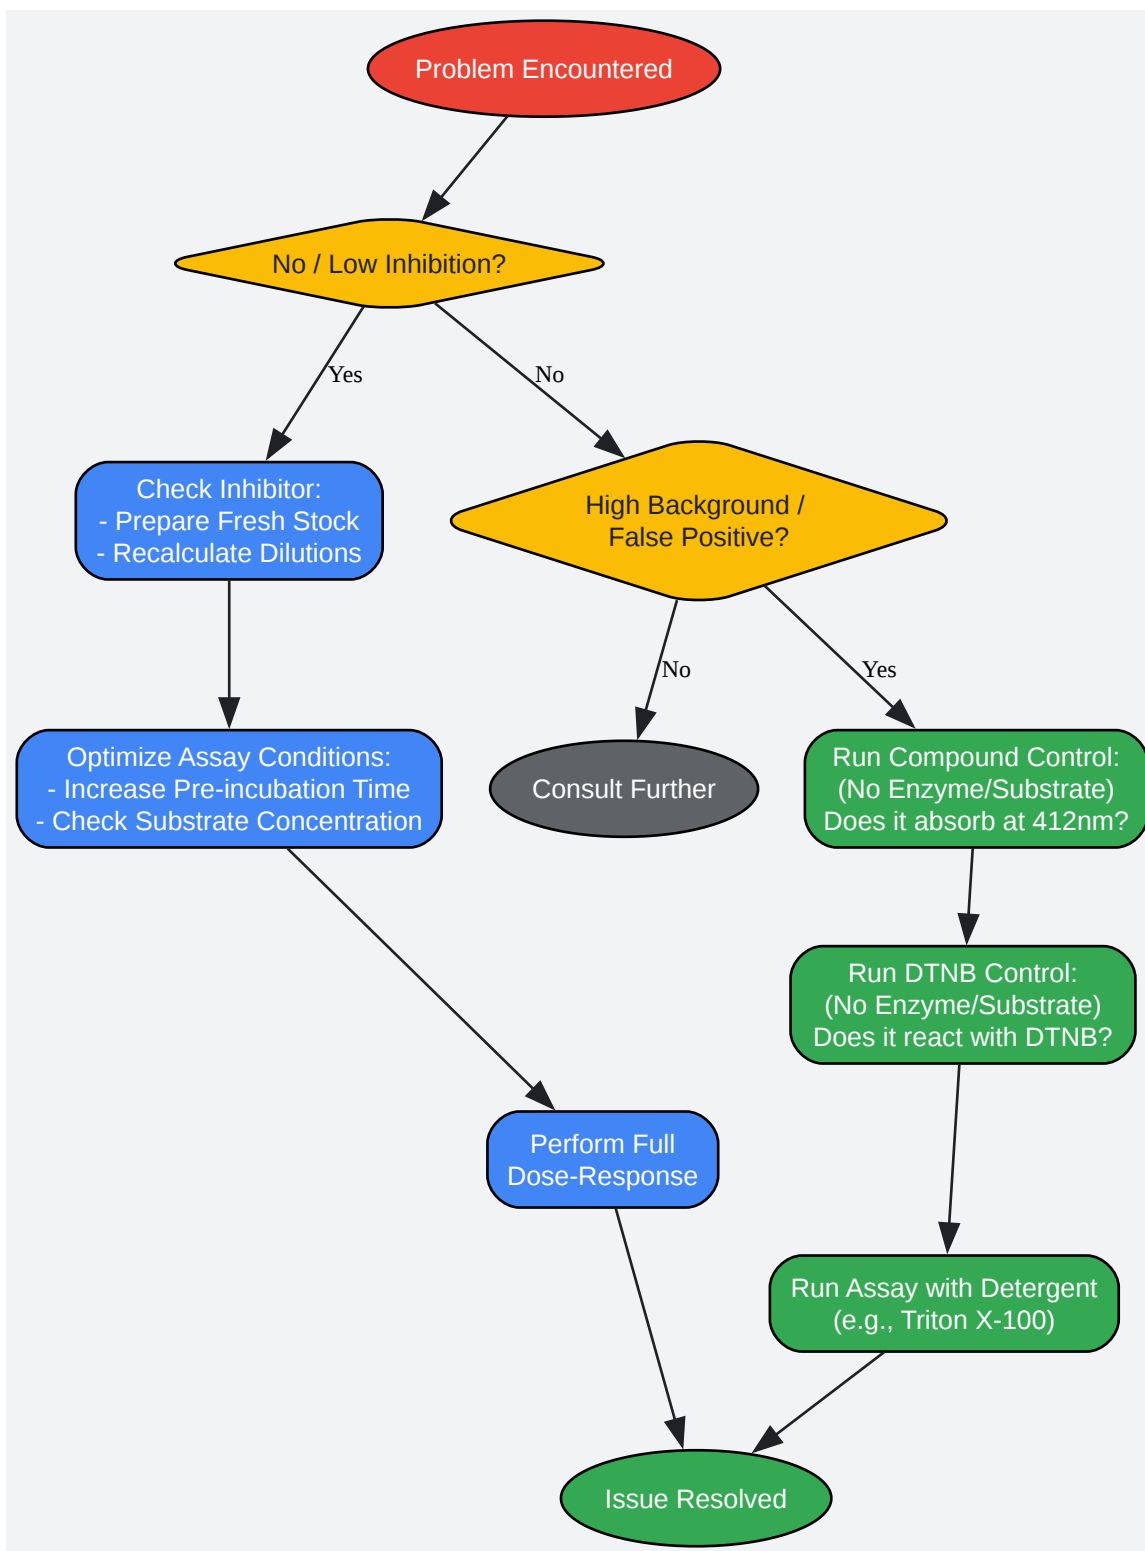 Problem Encountered
No / Low Inhibition?
Yes
No
Check Inhibitor:
- Prepare Fresh Stock
- Recalculate Dilutions
High Background /
False Positive?
No
Yes
Optimize Assay Conditions:
- Increase Pre-incubation Time
- Check Substrate Concentration
Consult Further
Run Compound Control:
(No Enzyme/Substrate)
Does it absorb at 412nm?
Run DTNB Control:
(No Enzyme/Substrate)
Does it react with DTNB?
Perform Full
Dose-Response
Run Assay with Detergent
(e.g., Triton X-100)
Issue Resolved